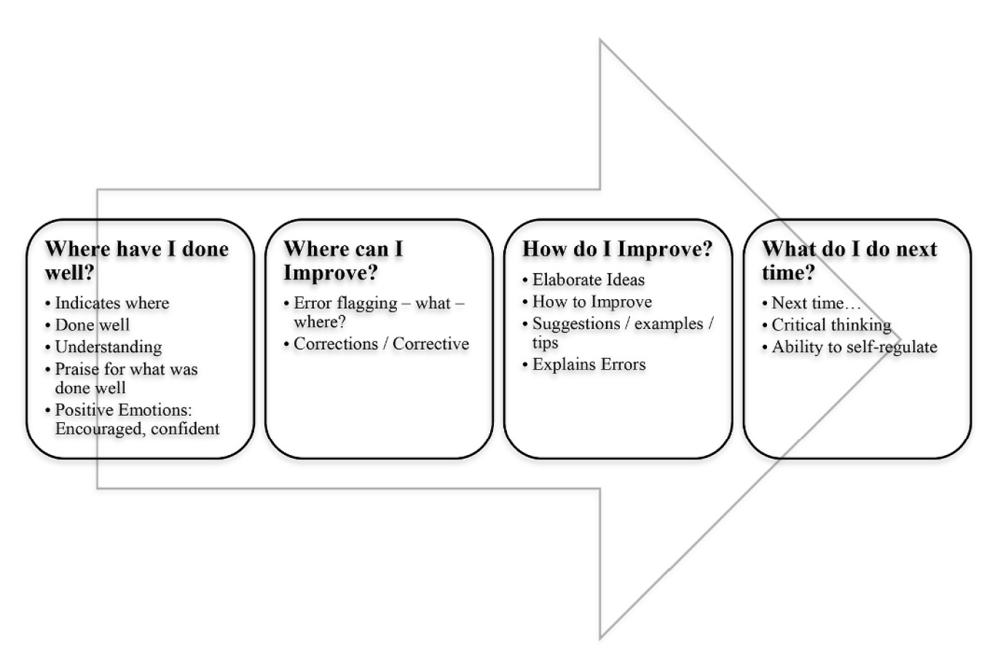 Where have I done
well?
• Indicates where
• Done well
• Understanding
• Praise for what was
done well
• Positive Emotions:
Encouraged, confident
Where can I
Improve?
• Error flagging – what –
where?
• Corrections / Corrective
How do I Improve?
• Elaborate Ideas
• How to Improve
• Suggestions / examples /
tips
• Explains Errors
What do I do next
time?
• Next time…
• Critical thinking
• Ability to self-regulate